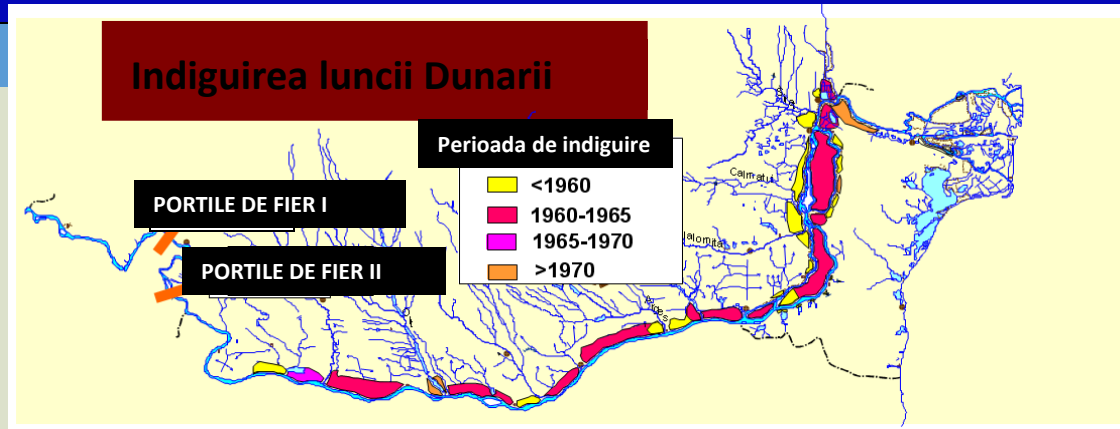 Indiguirea luncii Dunarii
Perioada de indiguire
<1960
1960-1965
1965-1970
>1970
PORTILE DE FIER I
PORTILE DE FIER II
Ialomita